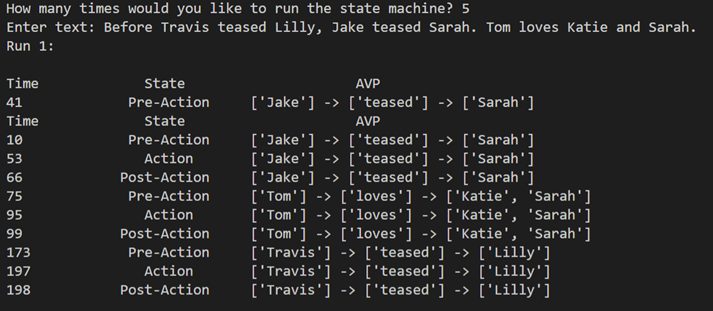 How many times would you like to run the state machine? 5
Enter text: Before Travis teased Lilly, Jake teased Sarah. Tom loves Katie and Sarah.
Run 1:
Time State AVP
41 Pre-Action ['Jake'] -> ['teased'] -> ['Sarah']
Time State AVP
10 Pre-Action ['Jake'] -> ['teased'] -> ['Sarah']
53 Action ['Jake'] -> ['teased'] -> ['Sarah']
66 Post-Action ['Jake'] -> ['teased'] -> ['Sarah']
75 Pre-Action ['Tom'] -> ['loves'] -> ['Katie', 'Sarah']
95 Action ['Tom'] -> ['loves'] -> ['Katie', 'Sarah']
99 Post-Action ['Tom'] -> ['loves'] -> ['Katie', 'Sarah']
173 Pre-Action ['Travis'] -> ['teased'] -> ['Lilly']
197 Action ['Travis'] -> ['teased'] -> ['Lilly']
198 Post-Action ['Travis'] -> ['teased'] -> ['Lilly']